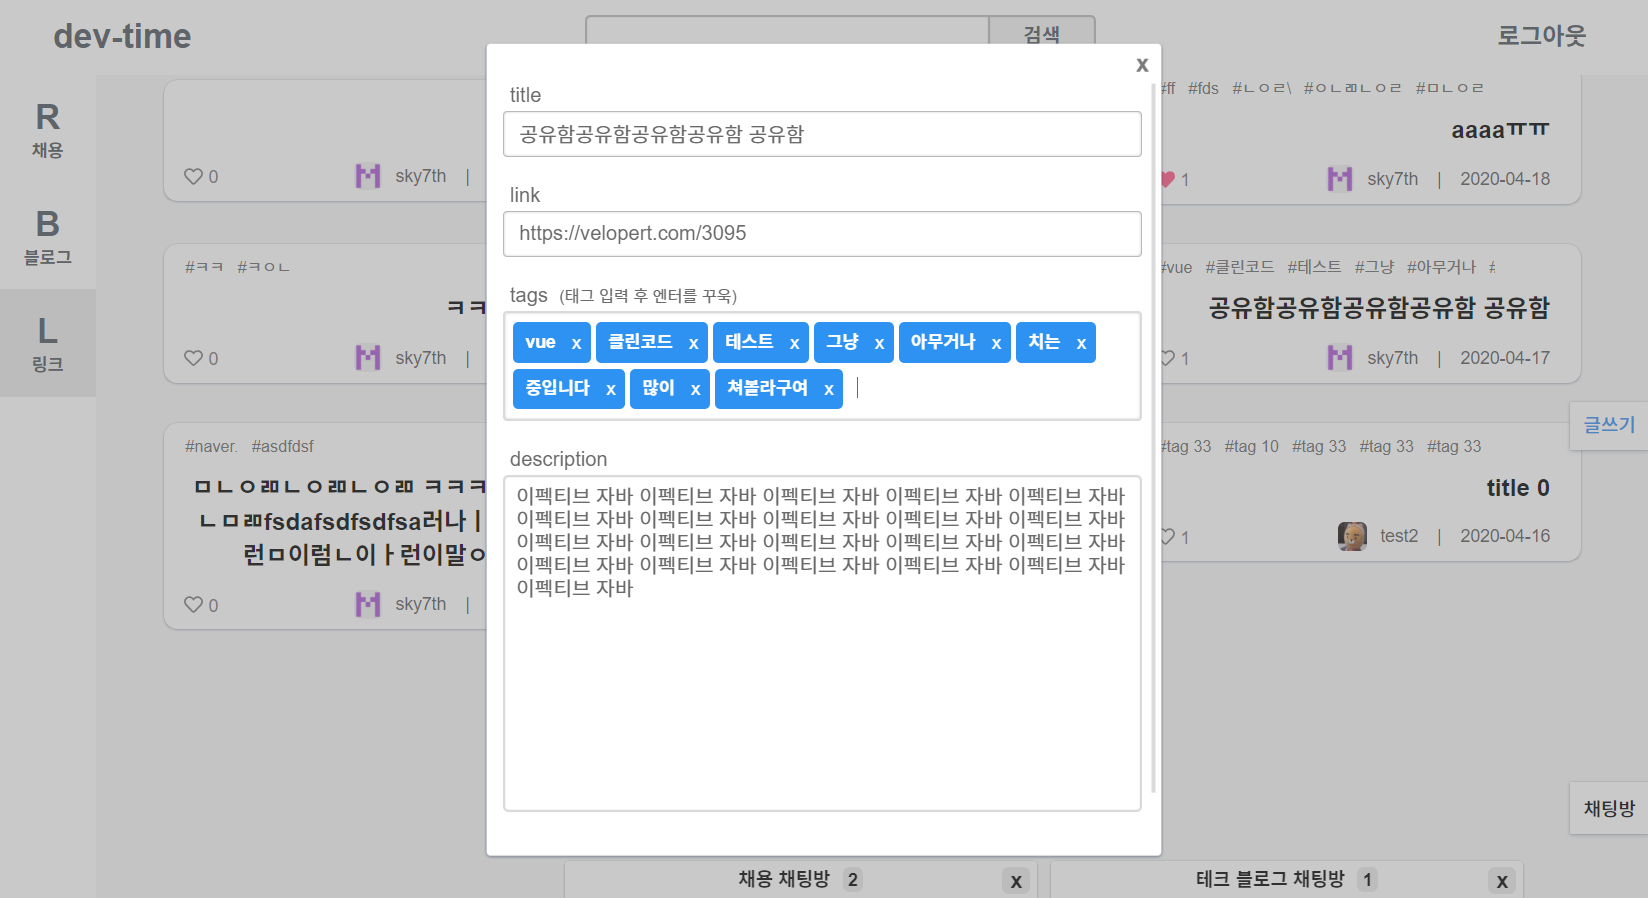 dev-time
검색
로그아웃
R
채용
B
블로그
L
링크
0
sky7th |
#ㅋㅋ #ㅋㅇㄴ
ㅋㅋ
0
sky7th |
#naver. #asdfdsf
ㅁㄴㅇㄻㄴㅇㄻㄴㅇㄻ ㅋㅋㅋ
ㄴㅁㄻfsdafsdfsdfsa러나ㅣ
런ㅁ이럼ㄴ이ㅏ런이말ㅇ
0
sky7th |
x
title
공유함공유함공유함공유함 공유함
link
https://velopert.com/3095
tags (태그 입력 후 엔터를 꾸욱)
vue x 클린코드 x 테스트 x 그냥 x 아무거나 x 치는 x
중입니다 x 많이 x 쳐볼라구여 x
description
이펙티브 자바 이펙티브 자바 이펙티브 자바 이펙티브 자바 이펙티브 자바
이펙티브 자바 이펙티브 자바 이펙티브 자바 이펙티브 자바 이펙티브 자바
이펙티브 자바 이펙티브 자바 이펙티브 자바 이펙티브 자바 이펙티브 자바
이펙티브 자바 이펙티브 자바 이펙티브 자바 이펙티브 자바 이펙티브 자바
이펙티브 자바
#ff #fds #ㄴㅇㄹ\ #ㅇㄴㄻㄴㅇㄹ #ㅁㄴㅇㄹ
aaaaㅠㅠ
1
sky7th | 2020-04-18
#vue #클린코드 #테스트 #그냥 #아무거나 #
공유함공유함공유함공유함 공유함
1
sky7th | 2020-04-17
#tag 33 #tag 10 #tag 33 #tag 33 #tag 33
title 0
1
test2 | 2020-04-16
글쓰기
채팅방
채용 채팅방 2 x
테크 블로그 채팅방 1 x